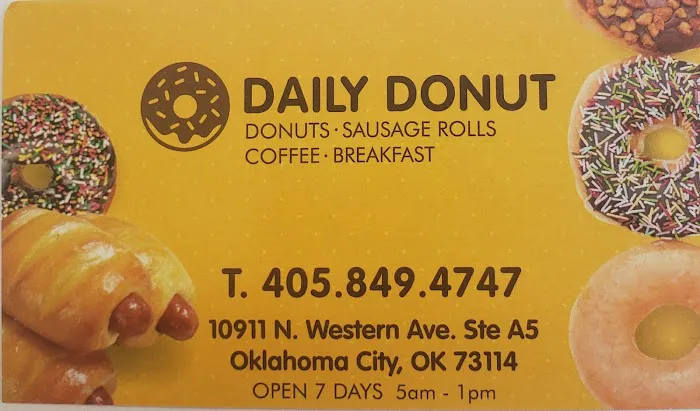 DAILY DONUT
DONUTS · SAUSAGE ROLLS
COFFEE · BREAKFAST
T. 405.849.4747
10911 N. Western Ave. Ste A5
Oklahoma City, OK 73114
OPEN 7 DAYS 5am - 1pm